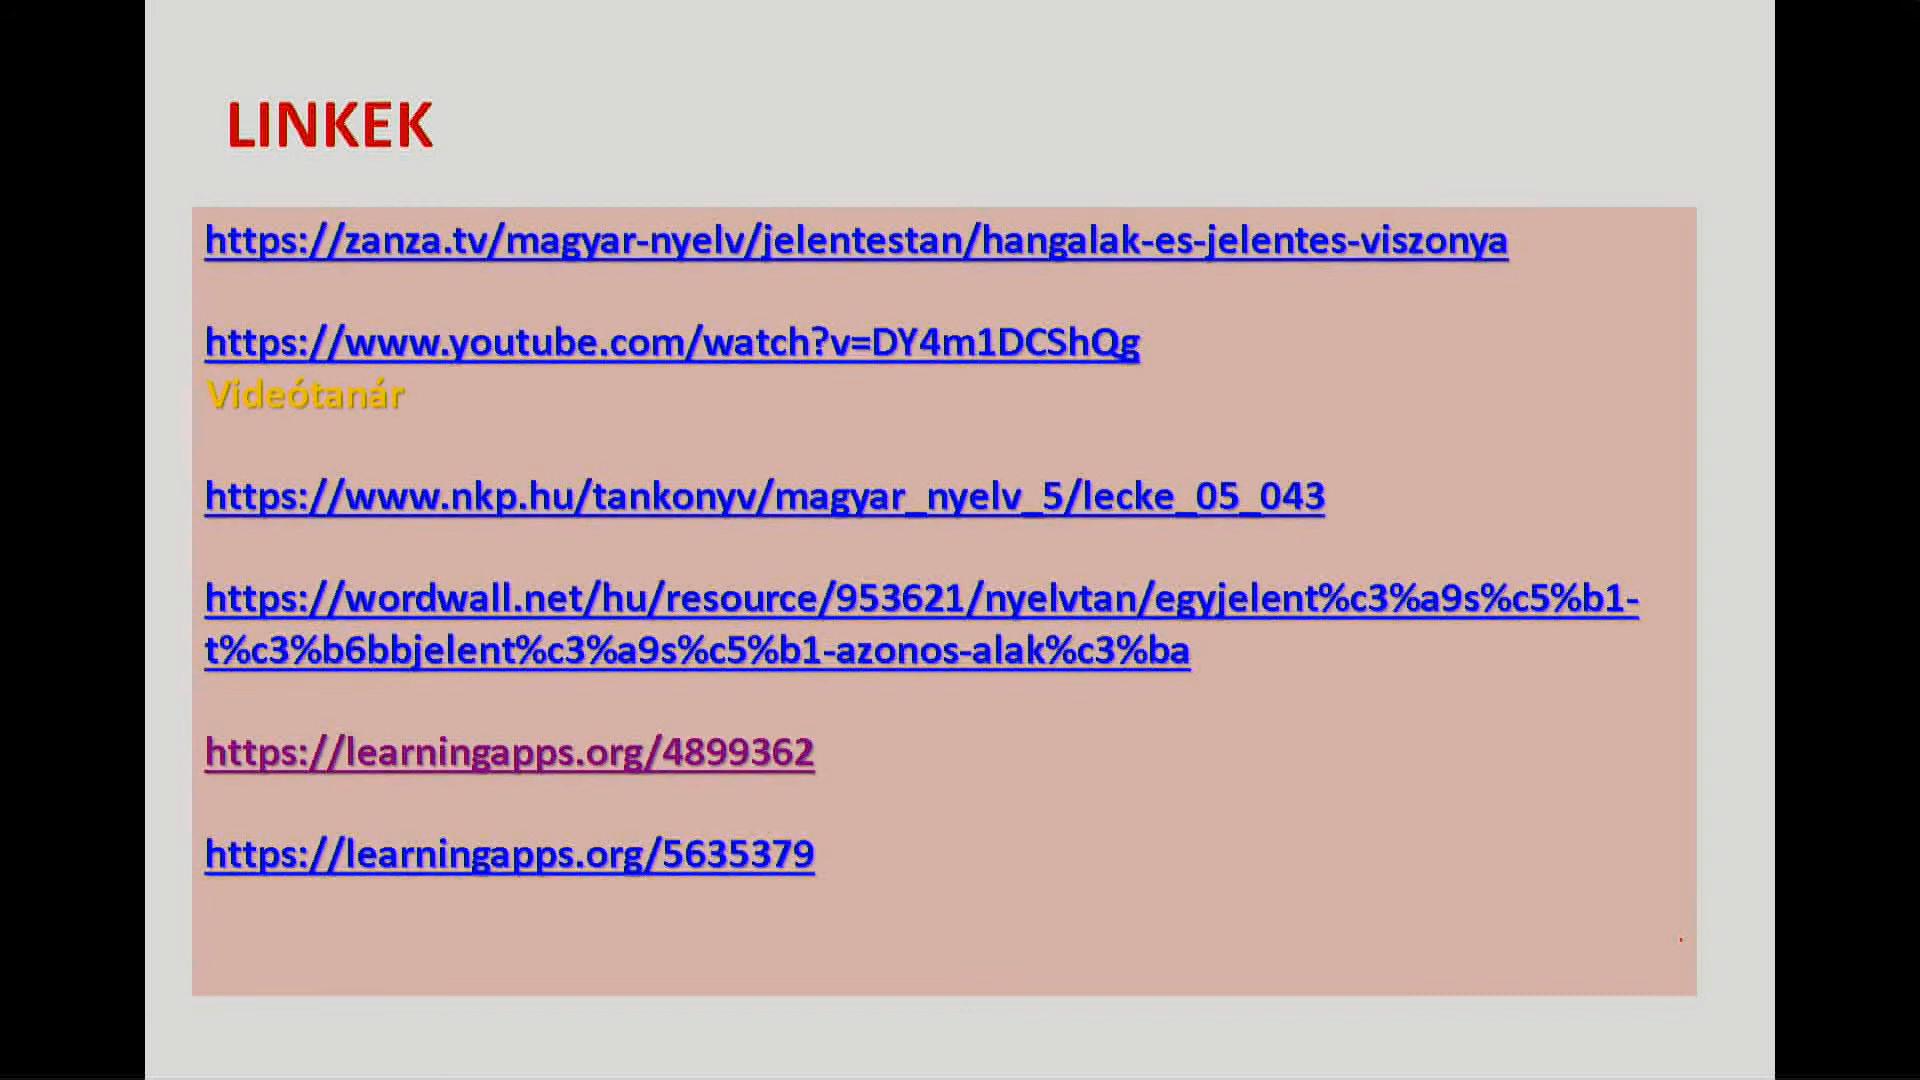 LINKEK
https://zanza.tv/magyar-nyelv/jelentestan/hangalak-es-jelentes-viszonya
https://www.youtube.com/watch?v=DY4m1DCShQg
Videótanár
https://www.nkp.hu/tankonyv/magyar_nyelv_5/lecke_05_043
https://wordwall.net/hu/resource/953621/nyelvtan/egyjelent%c3%a9s%c5%b1-
t%c3%b6bbjelent%c3%a9s%c5%b1-azonos-alak%c3%ba
https://learningapps.org/4899362
https://learningapps.org/5635379